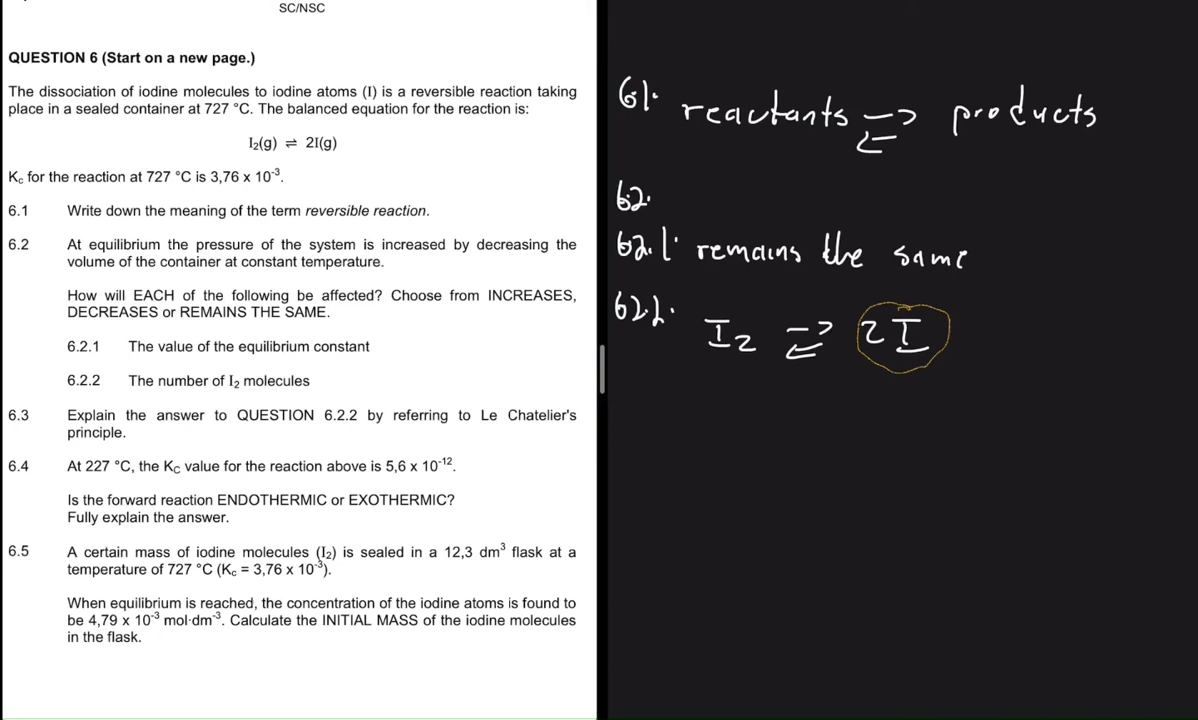 SC/NSC
QUESTION 6 (Start on a new page.)
The dissociation of iodine molecules to iodine atoms (I) is a reversible reaction taking
place in a sealed container at 727 °C. The balanced equation for the reaction is:
I₂(g) ⇌ 2I(g)
K꜀ for the reaction at 727 °C is 3,76 x 10⁻³.
6.1 Write down the meaning of the term reversible reaction.
6.2 At equilibrium the pressure of the system is increased by decreasing the
volume of the container at constant temperature.
How will EACH of the following be affected? Choose from INCREASES,
DECREASES or REMAINS THE SAME.
6.2.1 The value of the equilibrium constant
6.2.2 The number of I₂ molecules
6.3 Explain the answer to QUESTION 6.2.2 by referring to Le Chatelier's
principle.
6.4 At 227 °C, the K꜀ value for the reaction above is 5,6 x 10⁻¹².
Is the forward reaction ENDOTHERMIC or EXOTHERMIC?
Fully explain the answer.
6.5 A certain mass of iodine molecules (I₂) is sealed in a 12,3 dm³ flask at a
temperature of 727 °C (K꜀ = 3,76 x 10⁻³).
When equilibrium is reached, the concentration of the iodine atoms is found to
be 4,79 x 10⁻³ mol·dm⁻³. Calculate the INITIAL MASS of the iodine molecules
in the flask.
61. reactants ⇌ products
62.
62.1. remains the same
622. I₂ ⇌ 2I